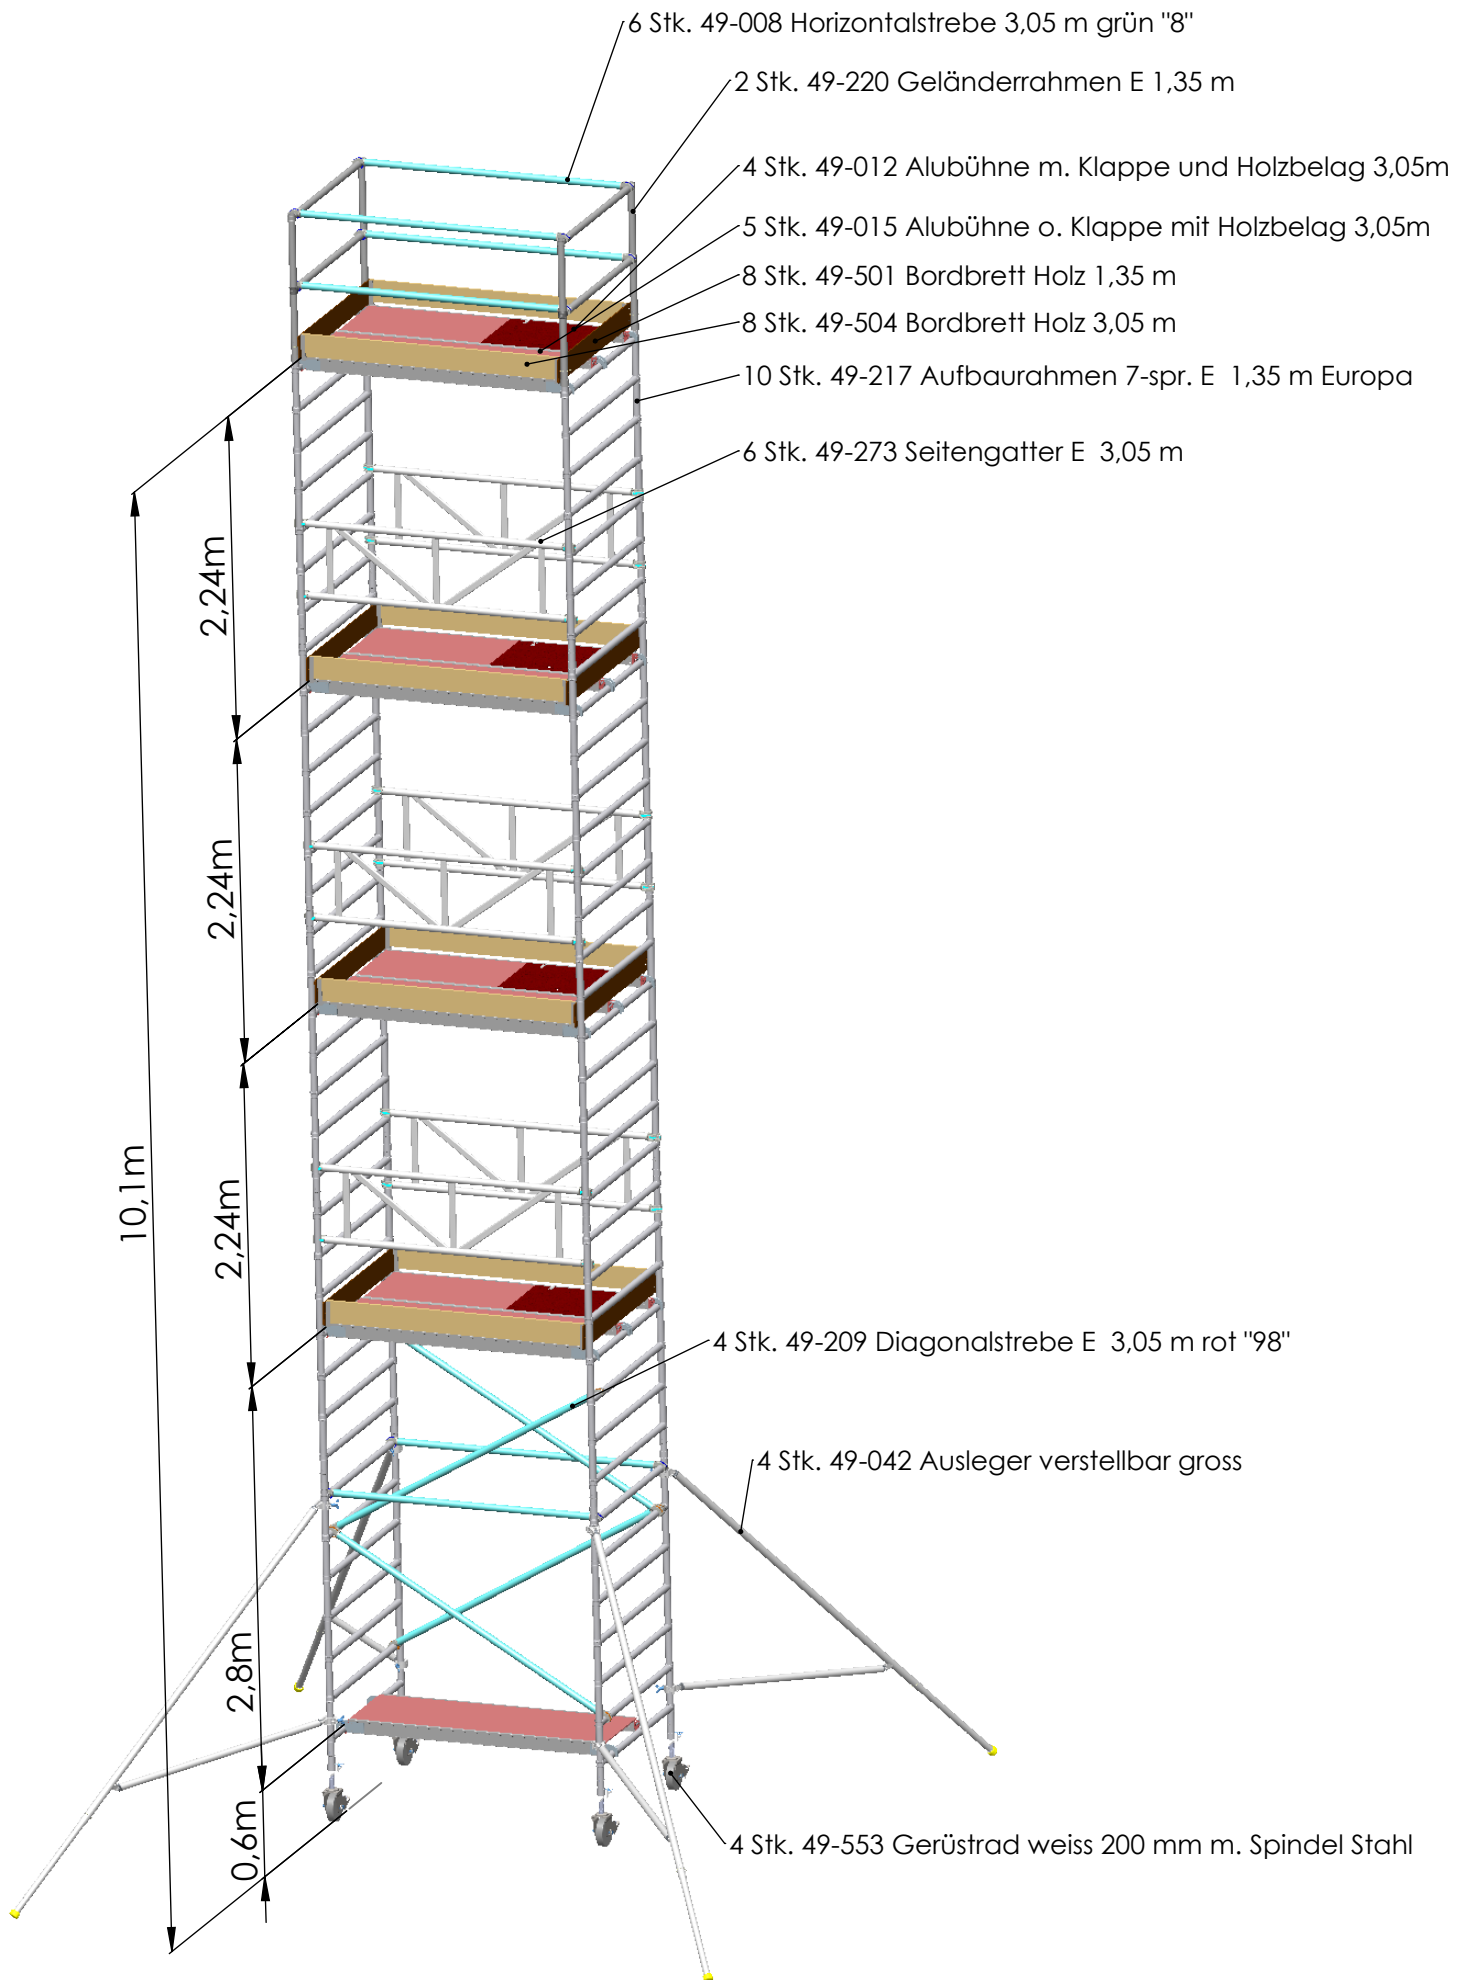 6 Stk. 49-008 Horizontalstrebe 3,05 m grün "8"
2 Stk. 49-220 Geländerrahmen E 1,35 m
4 Stk. 49-012 Alubühne m. Klappe und Holzbelag 3,05m
5 Stk. 49-015 Alubühne o. Klappe mit Holzbelag 3,05m
8 Stk. 49-501 Bordbrett Holz 1,35 m
8 Stk. 49-504 Bordbrett Holz 3,05 m
10 Stk. 49-217 Aufbaurahmen 7-spr. E 1,35 m Europa
6 Stk. 49-273 Seitengatter E 3,05 m
2,24m
2,24m
2,24m
10,1m
4 Stk. 49-209 Diagonalstrebe E 3,05 m rot "98"
4 Stk. 49-042 Ausleger verstellbar gross
2,8m
0,6m
4 Stk. 49-553 Gerüstrad weiss 200 mm m. Spindel Stahl